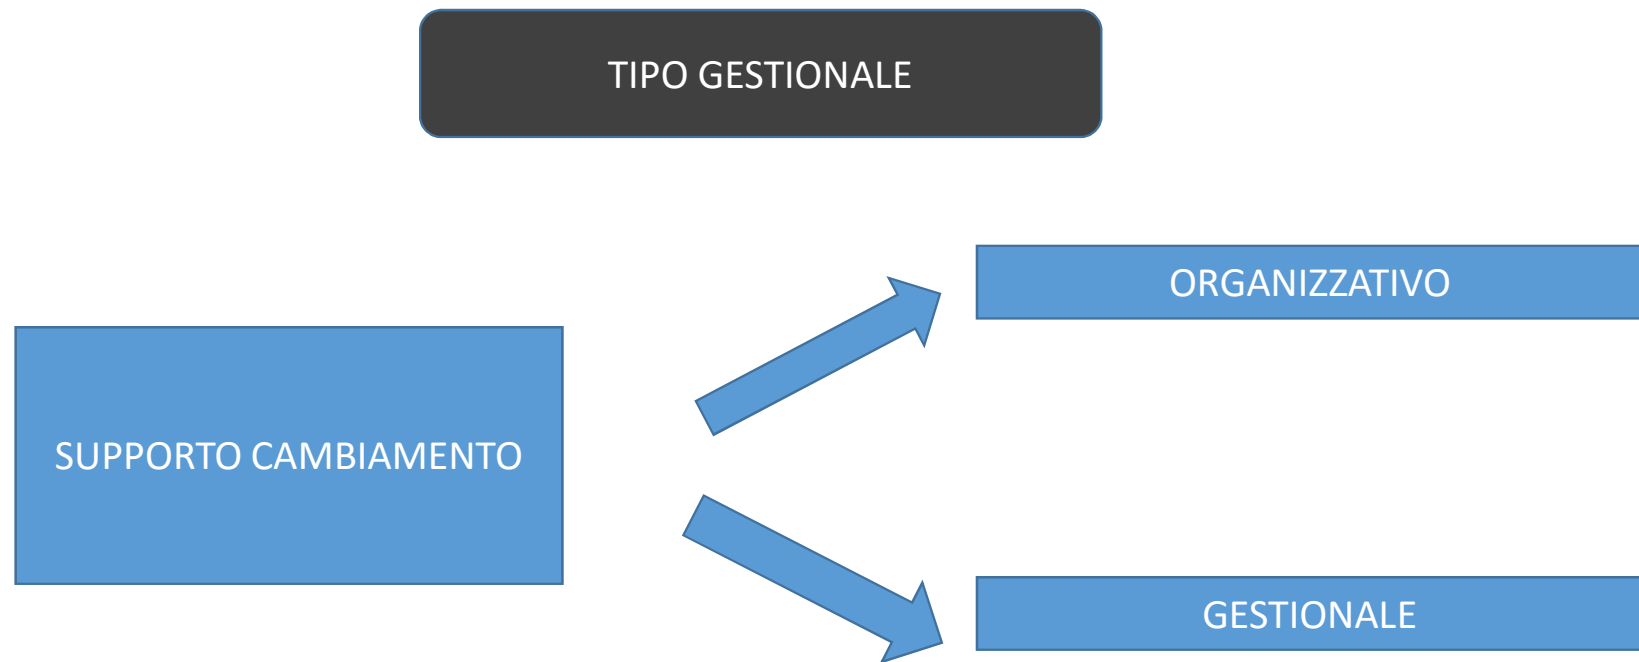 TIPO GESTIONALE
ORGANIZZATIVO
SUPPORTO CAMBIAMENTO
GESTIONALE